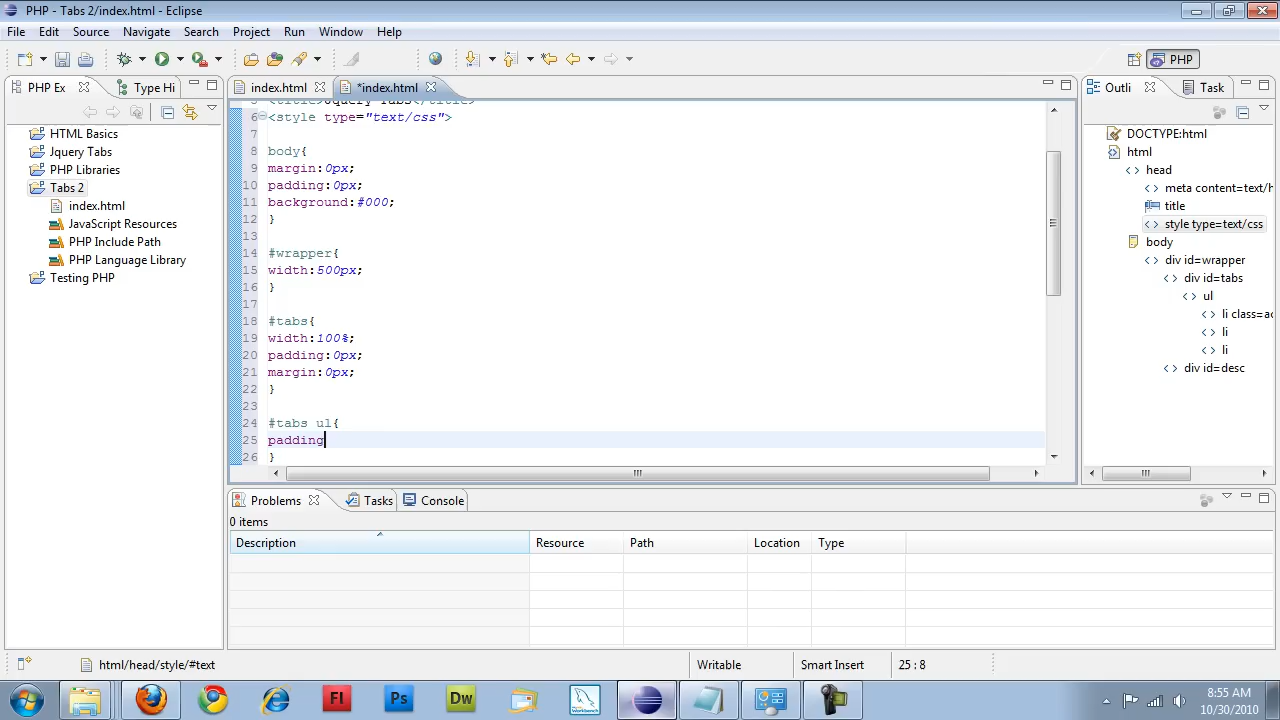 PHP - Tabs 2/index.html - Eclipse
File Edit Source Navigate Search Project Run Window Help
PHP
PHP Ex
Type Hi
index.html
*index.html
Outli
Task
HTML Basics
Jquery Tabs
PHP Libraries
Tabs 2
index.html
JavaScript Resources
PHP Include Path
PHP Language Library
Testing PHP
<title>Jquery Tabs</title>
6 <style type="text/css">
7
8 body{
9 margin:0px;
10 padding:0px;
11 background:#000;
12 }
13
14 #wrapper{
15 width:500px;
16 }
17
18 #tabs{
19 width:100%;
20 padding:0px;
21 margin:0px;
22 }
23
24 #tabs ul{
25 padding
26 }
DOCTYPE:html
html
head
meta content=text/h
title
style type=text/css
body
div id=wrapper
div id=tabs
ul
li class=ac
li
li
div id=desc
Problems
Tasks
Console
0 items
Description Resource Path Location Type
html/head/style/#text
Writable
Smart Insert
25 : 8
Fl
Ps
Dw
8:55 AM
10/30/2010